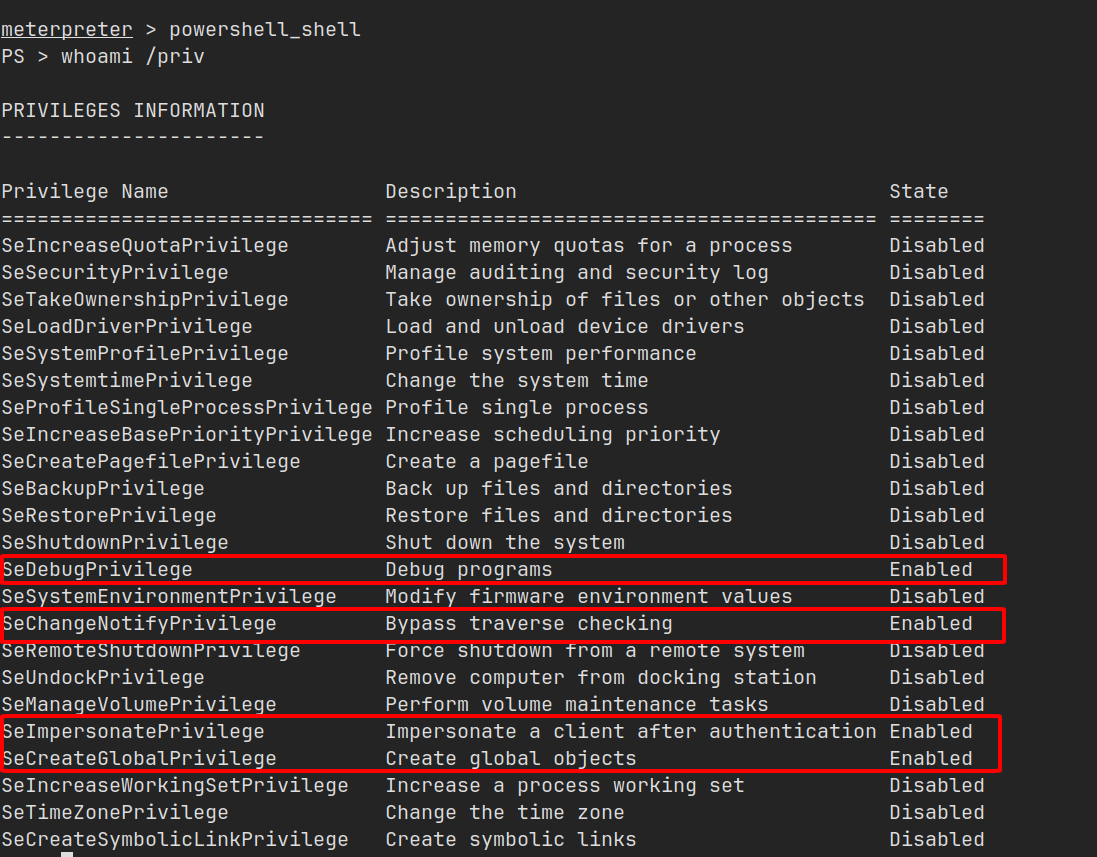 meterpreter > powershell_shell
PS > whoami /priv
PRIVILEGES INFORMATION
----------------------
Privilege Name Description State
=============================== ========================================= ========
SeIncreaseQuotaPrivilege Adjust memory quotas for a process Disabled
SeSecurityPrivilege Manage auditing and security log Disabled
SeTakeOwnershipPrivilege Take ownership of files or other objects Disabled
SeLoadDriverPrivilege Load and unload device drivers Disabled
SeSystemProfilePrivilege Profile system performance Disabled
SeSystemtimePrivilege Change the system time Disabled
SeProfileSingleProcessPrivilege Profile single process Disabled
SeIncreaseBasePriorityPrivilege Increase scheduling priority Disabled
SeCreatePagefilePrivilege Create a pagefile Disabled
SeBackupPrivilege Back up files and directories Disabled
SeRestorePrivilege Restore files and directories Disabled
SeShutdownPrivilege Shut down the system Disabled
SeDebugPrivilege Debug programs Enabled
SeSystemEnvironmentPrivilege Modify firmware environment values Disabled
SeChangeNotifyPrivilege Bypass traverse checking Enabled
SeRemoteShutdownPrivilege Force shutdown from a remote system Disabled
SeUndockPrivilege Remove computer from docking station Disabled
SeManageVolumePrivilege Perform volume maintenance tasks Disabled
SeImpersonatePrivilege Impersonate a client after authentication Enabled
SeCreateGlobalPrivilege Create global objects Enabled
SeIncreaseWorkingSetPrivilege Increase a process working set Disabled
SeTimeZonePrivilege Change the time zone Disabled
SeCreateSymbolicLinkPrivilege Create symbolic links Disabled